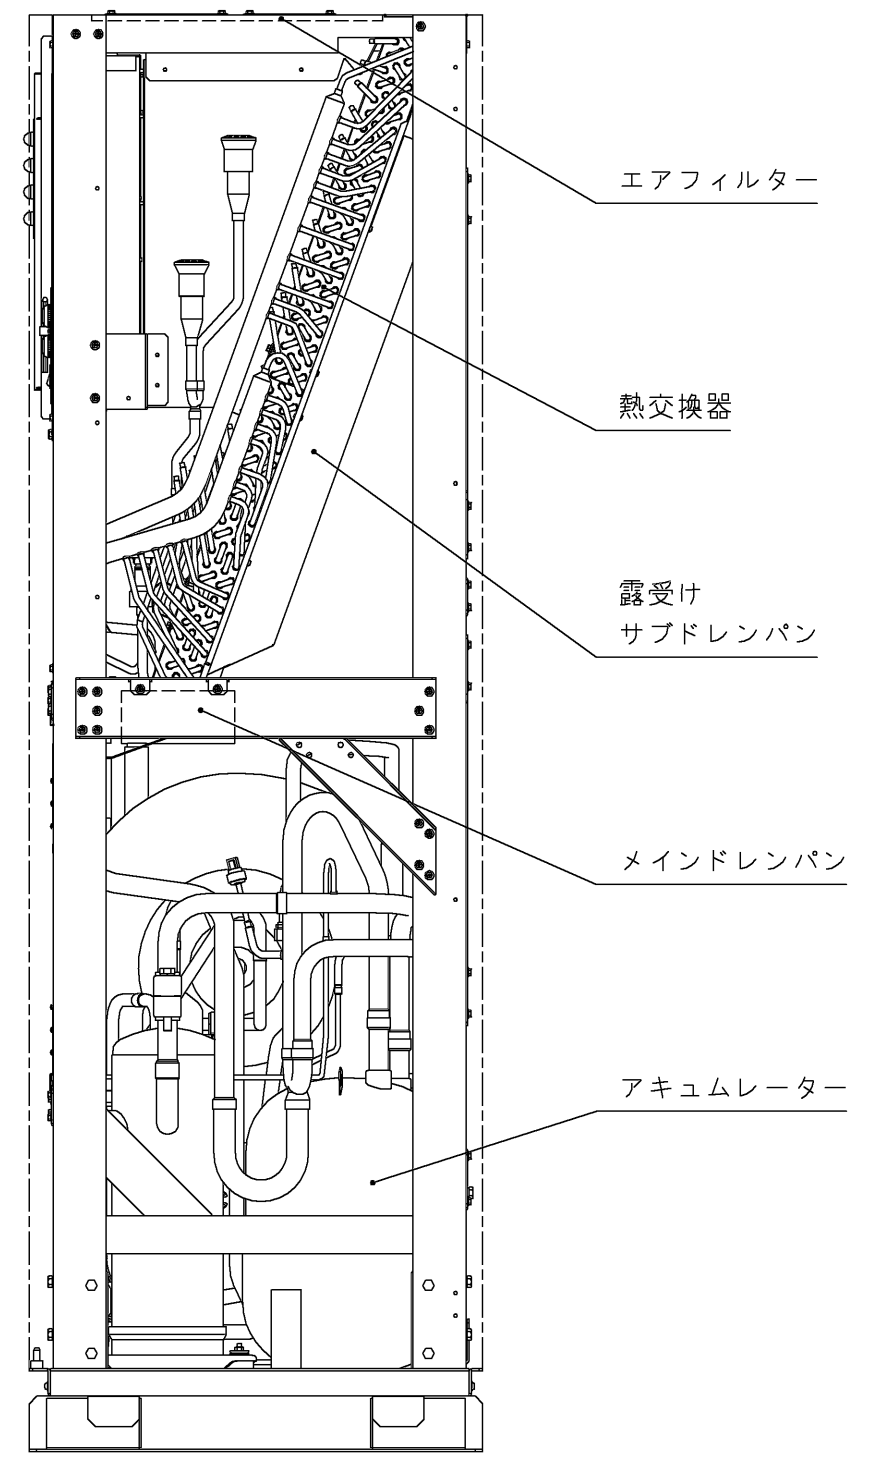 エアフィルター
熱交換器
露受け
サブドレンパン
メインドレンパン
アキュムレーター